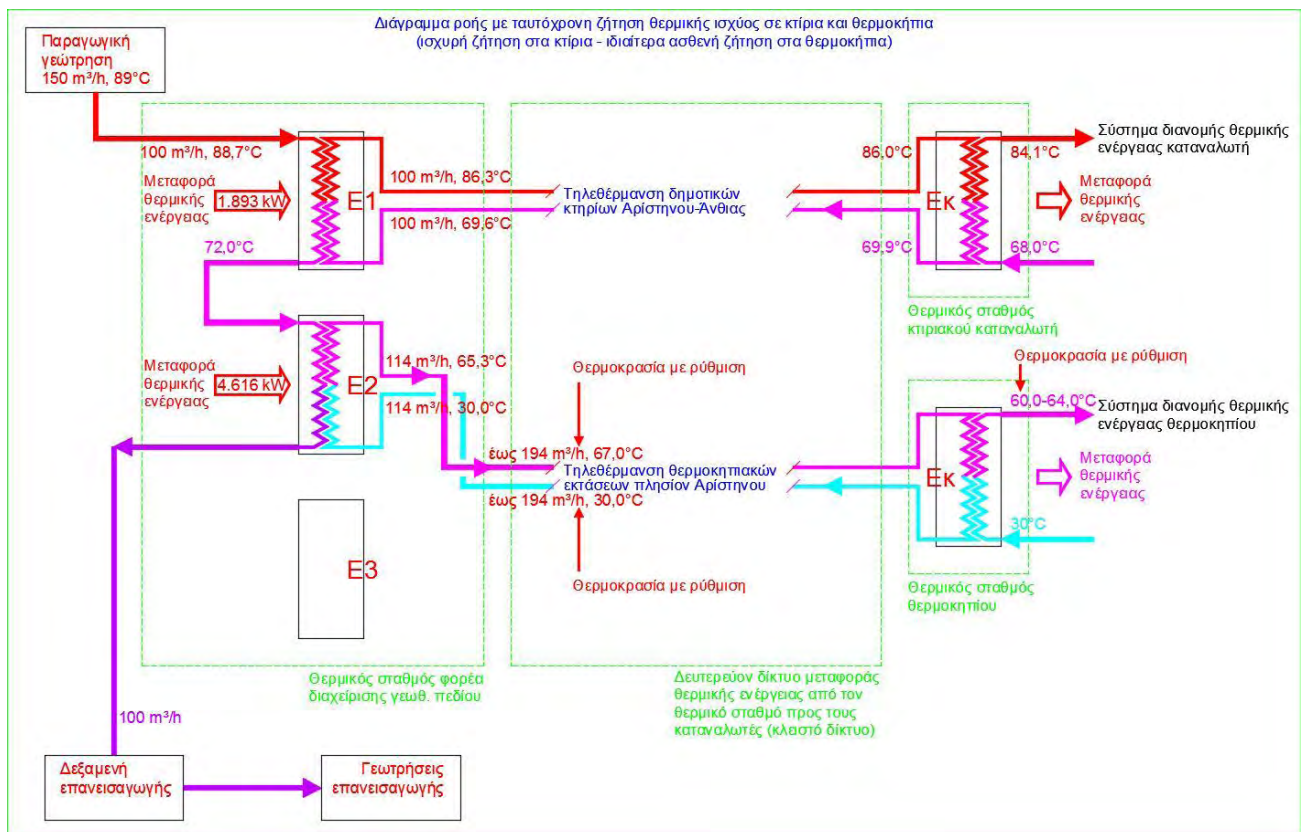 Διάγραμμα ροής με ταυτόχρονη ζήτηση θερμικής ισχύος σε κτίρια και θερμοκήπια
(ισχυρή ζήτηση στα κτίρια - ιδιαίτερα ασθενή ζήτηση στα θερμοκήπια)
Παραγωγική
γεώτρηση
150 m³/h, 89°C
100 m³/h, 88,7°C
Μεταφορά
θερμικής
ενέργειας
1.893 kW
E1
100 m³/h, 86,3°C
100 m³/h, 69,6°C
72,0°C
Τηλεθέρμανση δημοτικών
κτηρίων Αρίστηνου-Άνθιας
86,0°C
69,9°C
Εκ
84,1°C
68,0°C
Σύστημα διανομής θερμικής
ενέργειας καταναλωτή
Μεταφορά
θερμικής
ενέργειας
Θερμικός σταθμός
κτιριακού καταναλωτή
Μεταφορά
θερμικής
ενέργειας
4.616 kW
E2
114 m³/h, 65,3°C
114 m³/h, 30,0°C
Θερμοκρασία με ρύθμιση
έως 194 m³/h, 67,0°C
Τηλεθέρμανση θερμοκηπιακών
εκτάσεων πλησίον Αρίστηνου
έως 194 m³/h, 30,0°C
Θερμοκρασία με ρύθμιση
Θερμοκρασία με ρύθμιση
60,0-64,0°C
Σύστημα διανομής θερμικής
ενέργειας θερμοκηπίου
Εκ
Μεταφορά
θερμικής
ενέργειας
30°C
Θερμικός σταθμός
θερμοκηπίου
E3
Θερμικός σταθμός φορέα
διαχείρισης γεωθ. πεδίου
Δευτερεύον δίκτυο μεταφοράς
θερμικής ενέργειας από τον
θερμικό σταθμό προς τους
καταναλωτές (κλειστό δίκτυο)
100 m³/h
Δεξαμενή
επανεισαγωγής
Γεωτρήσεις
επανεισαγωγής